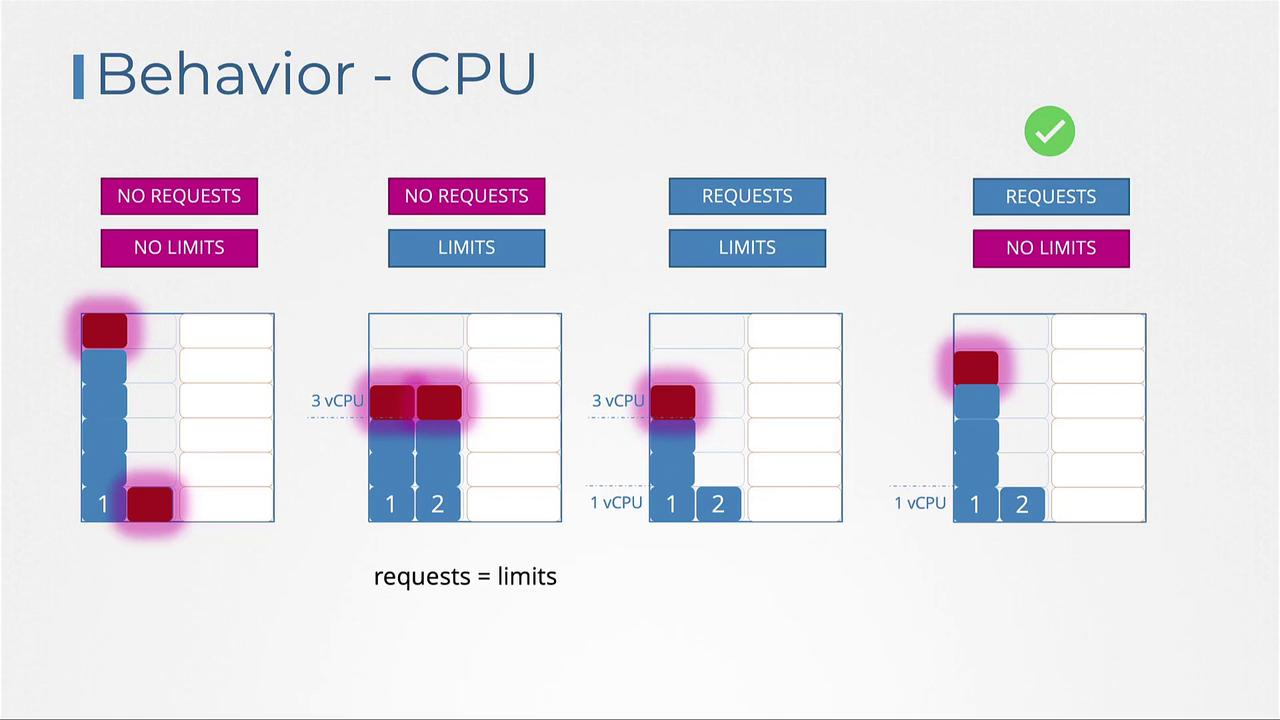 Behavior - CPU
NO REQUESTS
NO LIMITS
1
NO REQUESTS
LIMITS
3 vCPU
1 2
requests = limits
REQUESTS
LIMITS
3 vCPU
1 vCPU
1 2
REQUESTS
NO LIMITS
1 vCPU
1 2